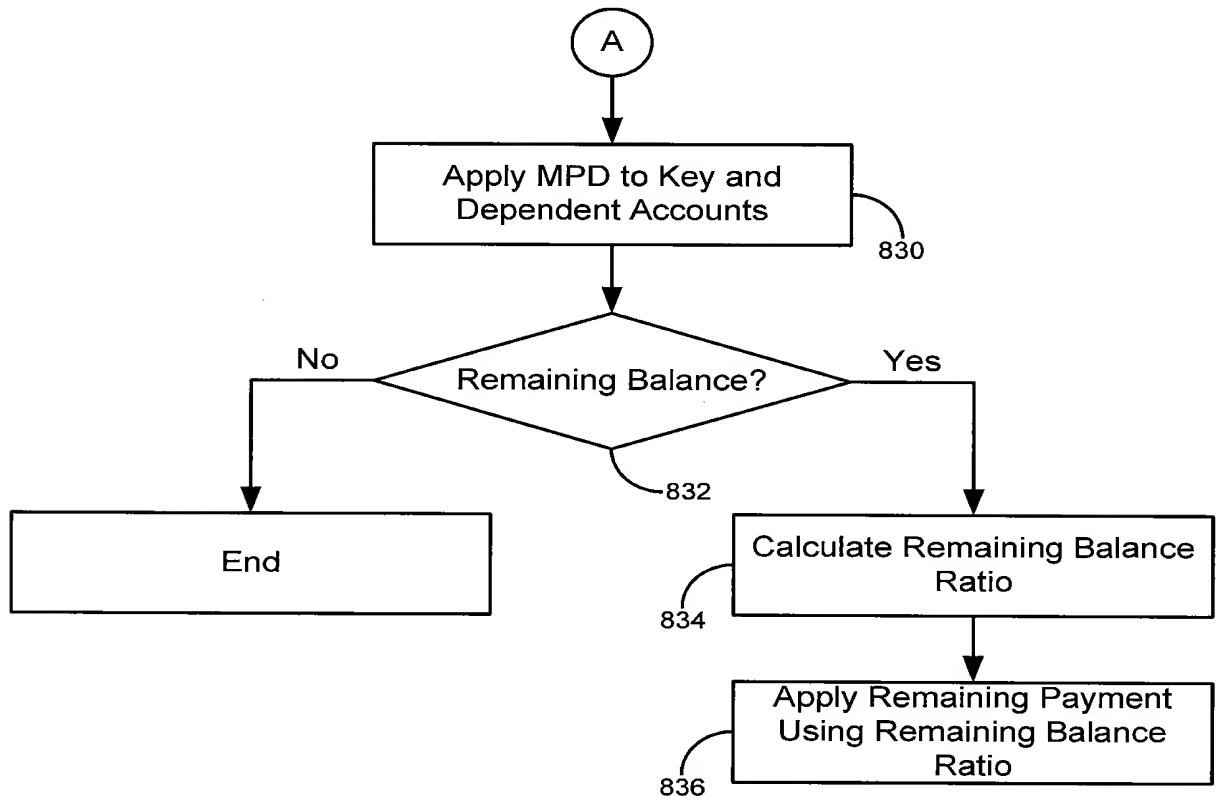 A
Apply MPD to Key and
Dependent Accounts
830
No
Remaining Balance?
Yes
832
End
Calculate Remaining Balance
Ratio
834
Apply Remaining Payment
Using Remaining Balance
Ratio
836